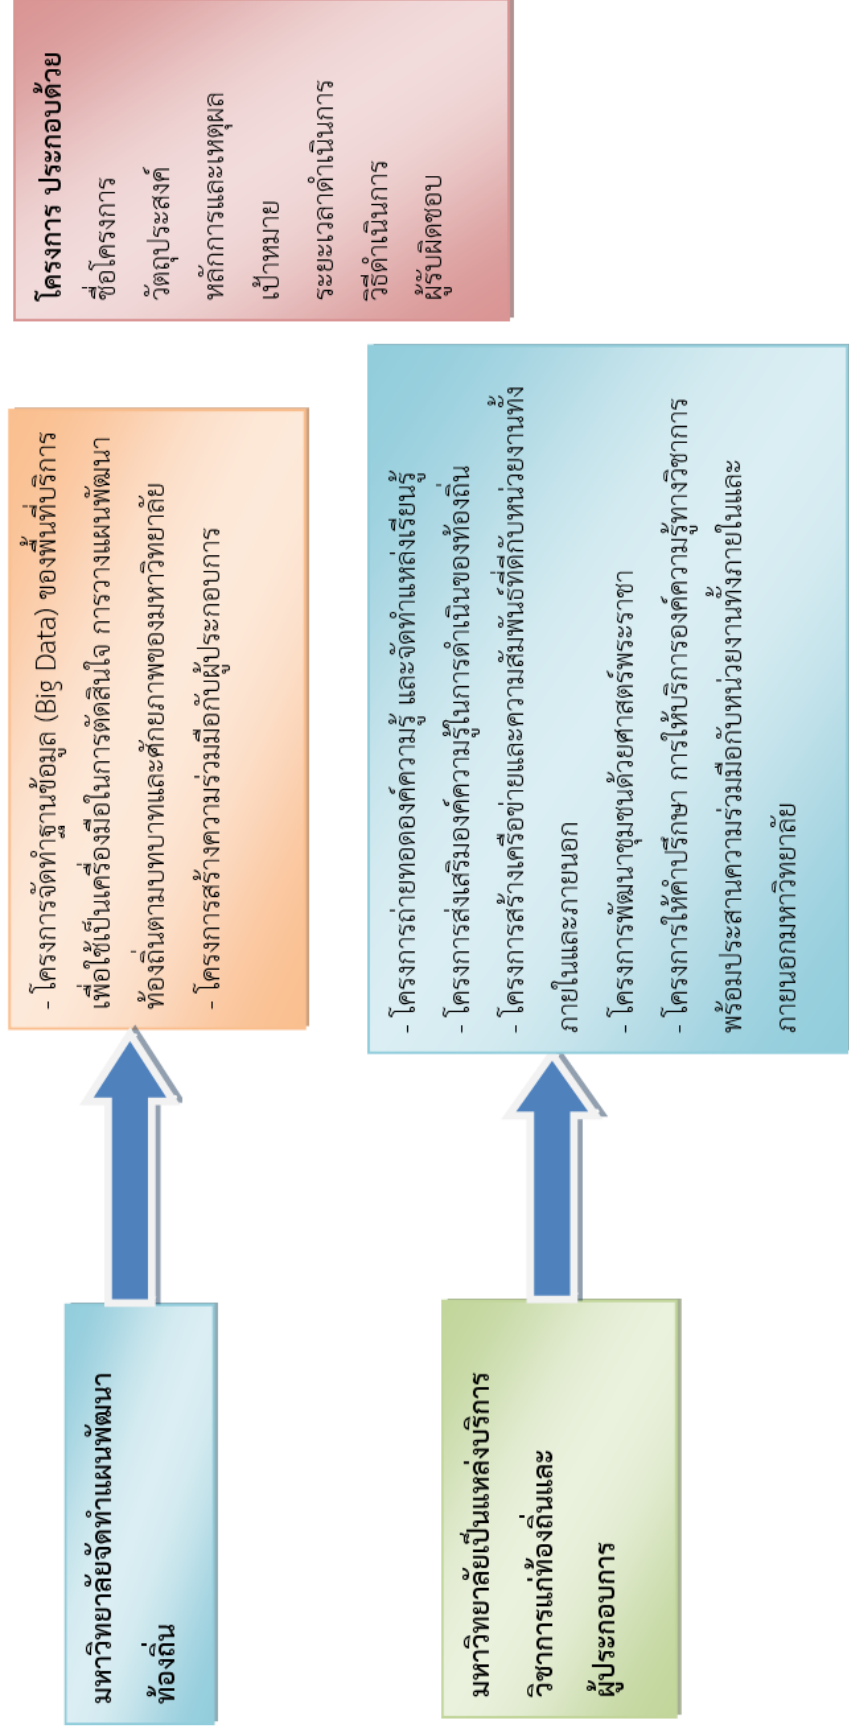 มหาวิทยาลัยจัดทำแผนพัฒนา
ท้องถิ่น
- โครงการจัดทำฐานข้อมูล (Big Data) ของพื้นที่บริการ
เพื่อใช้เป็นเครื่องมือในการตัดสินใจ การวางแผนพัฒนา
ท้องถิ่นตามบทบาทและศักยภาพของมหาวิทยาลัย
- โครงการสร้างความร่วมมือกับผู้ประกอบการ
โครงการ ประกอบด้วย
ชื่อโครงการ
วัตถุประสงค์
หลักการและเหตุผล
เป้าหมาย
ระยะเวลาดำเนินการ
วิธีดำเนินการ
ผู้รับผิดชอบ
มหาวิทยาลัยเป็นแหล่งบริการ
วิชาการแก่ท้องถิ่นและ
ผู้ประกอบการ
- โครงการถ่ายทอดองค์ความรู้ และจัดทำแหล่งเรียนรู้
- โครงการส่งเสริมองค์ความรู้ในการดำเนินของท้องถิ่น
- โครงการสร้างเครือข่ายและความสัมพันธ์ที่ดีกับหน่วยงานทั้ง
ภายในและภายนอก
- โครงการพัฒนาชุมชนด้วยศาสตร์พระราชา
- โครงการให้คำปรึกษา การให้บริการองค์ความรู้ทางวิชาการ
พร้อมประสานความร่วมมือกับหน่วยงานทั้งภายในและ
ภายนอกมหาวิทยาลัย